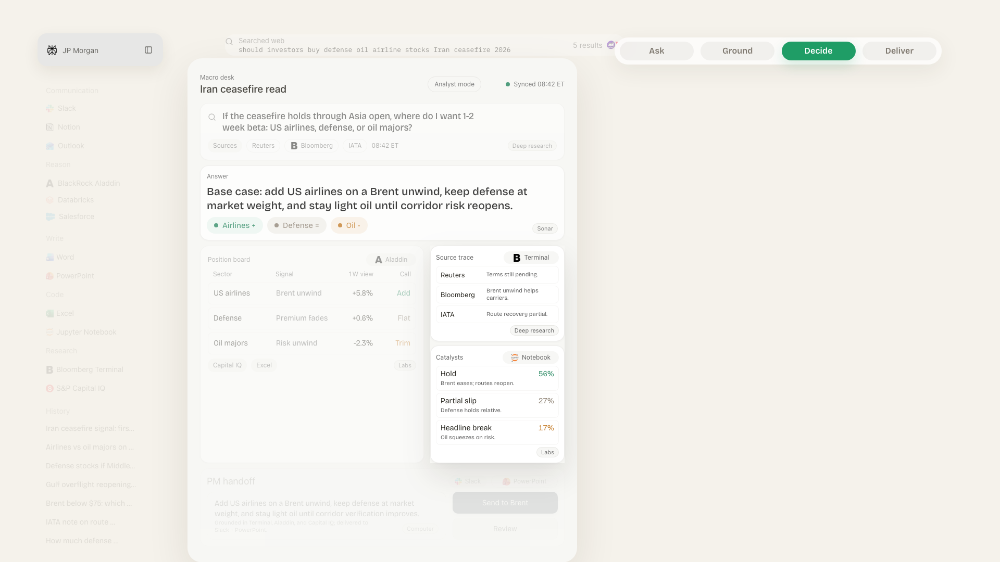 JP Morgan
Searched web
should investors buy defense oil airline stocks Iran ceasefire 2026
5 results
Ask
Ground
Decide
Deliver
Communication
Slack
Notion
Outlook
Reason
BlackRock Aladdin
Databricks
Salesforce
Write
Word
PowerPoint
Code
Excel
Jupyter Notebook
Research
Bloomberg Terminal
S&P Capital IQ
History
Iran ceasefire signal: firs...
Airlines vs oil majors on ...
Defense stocks if Middle...
Gulf overflight reopening...
Brent below $75: which ...
IATA note on route ...
How much defense ...
Macro desk
Iran ceasefire read
Analyst mode
Synced 08:42 ET
If the ceasefire holds through Asia open, where do I want 1-2
week beta: US airlines, defense, or oil majors?
Sources
Reuters
Bloomberg
IATA
08:42 ET
Deep research
Answer
Base case: add US airlines on a Brent unwind, keep defense at
market weight, and stay light oil until corridor risk reopens.
Airlines +
Defense =
Oil -
Sonar
Position board
Aladdin
Sector Signal 1W view Call
US airlines Brent unwind +5.8% Add
Defense Premium fades +0.6% Flat
Oil majors Risk unwind -2.3% Trim
Capital IQ
Excel
Labs
Source trace
Terminal
Reuters Terms still pending.
Bloomberg Brent unwind helps
carriers.
IATA Route recovery partial.
Deep research
Catalysts
Notebook
Hold 56%
Brent eases; routes reopen.
Partial slip 27%
Defense holds relative.
Headline break 17%
Oil squeezes on risk.
Labs
PM handoff
Slack
PowerPoint
Add US airlines on a Brent unwind, keep defense at market
weight, and stay light oil until corridor verification improves.
Grounded in Terminal, Aladdin, and Capital IQ; delivered to
Slack + PowerPoint.
Computer
Send to Brent
Review